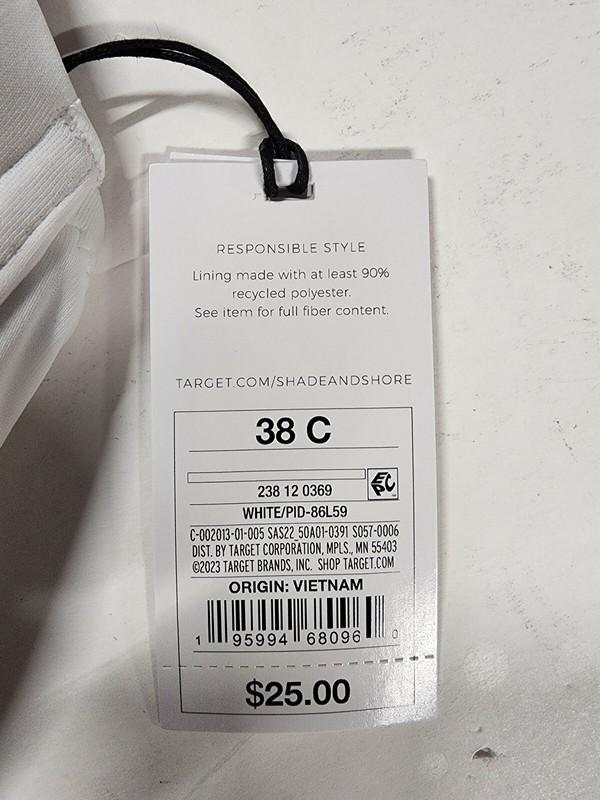 RESPONSIBLE STYLE
Lining made with at least 90%
recycled polyester.
See item for full fiber content.
TARGET.COM/SHADEANDSHORE
38 C
238 12 0369
EPC
WHITE/PID-86L59
C-002013-01-005 SAS22_50A01-0391 S057-0006
DIST. BY TARGET CORPORATION, MPLS., MN 55403
©2023 TARGET BRANDS, INC. SHOP TARGET.COM
ORIGIN: VIETNAM
1 95994 68096 0
$25.00